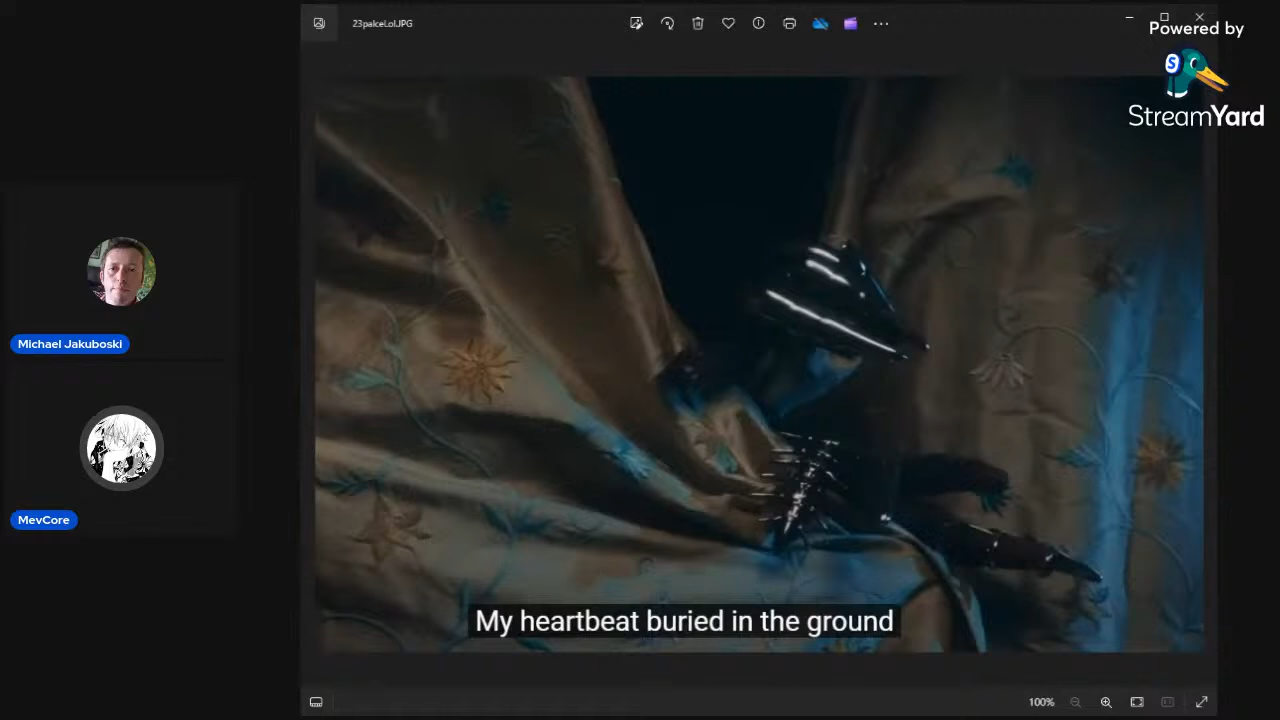 23palceLol.JPG
Powered by
S
StreamYard
Michael Jakuboski
MevCore
My heartbeat buried in the ground
100%